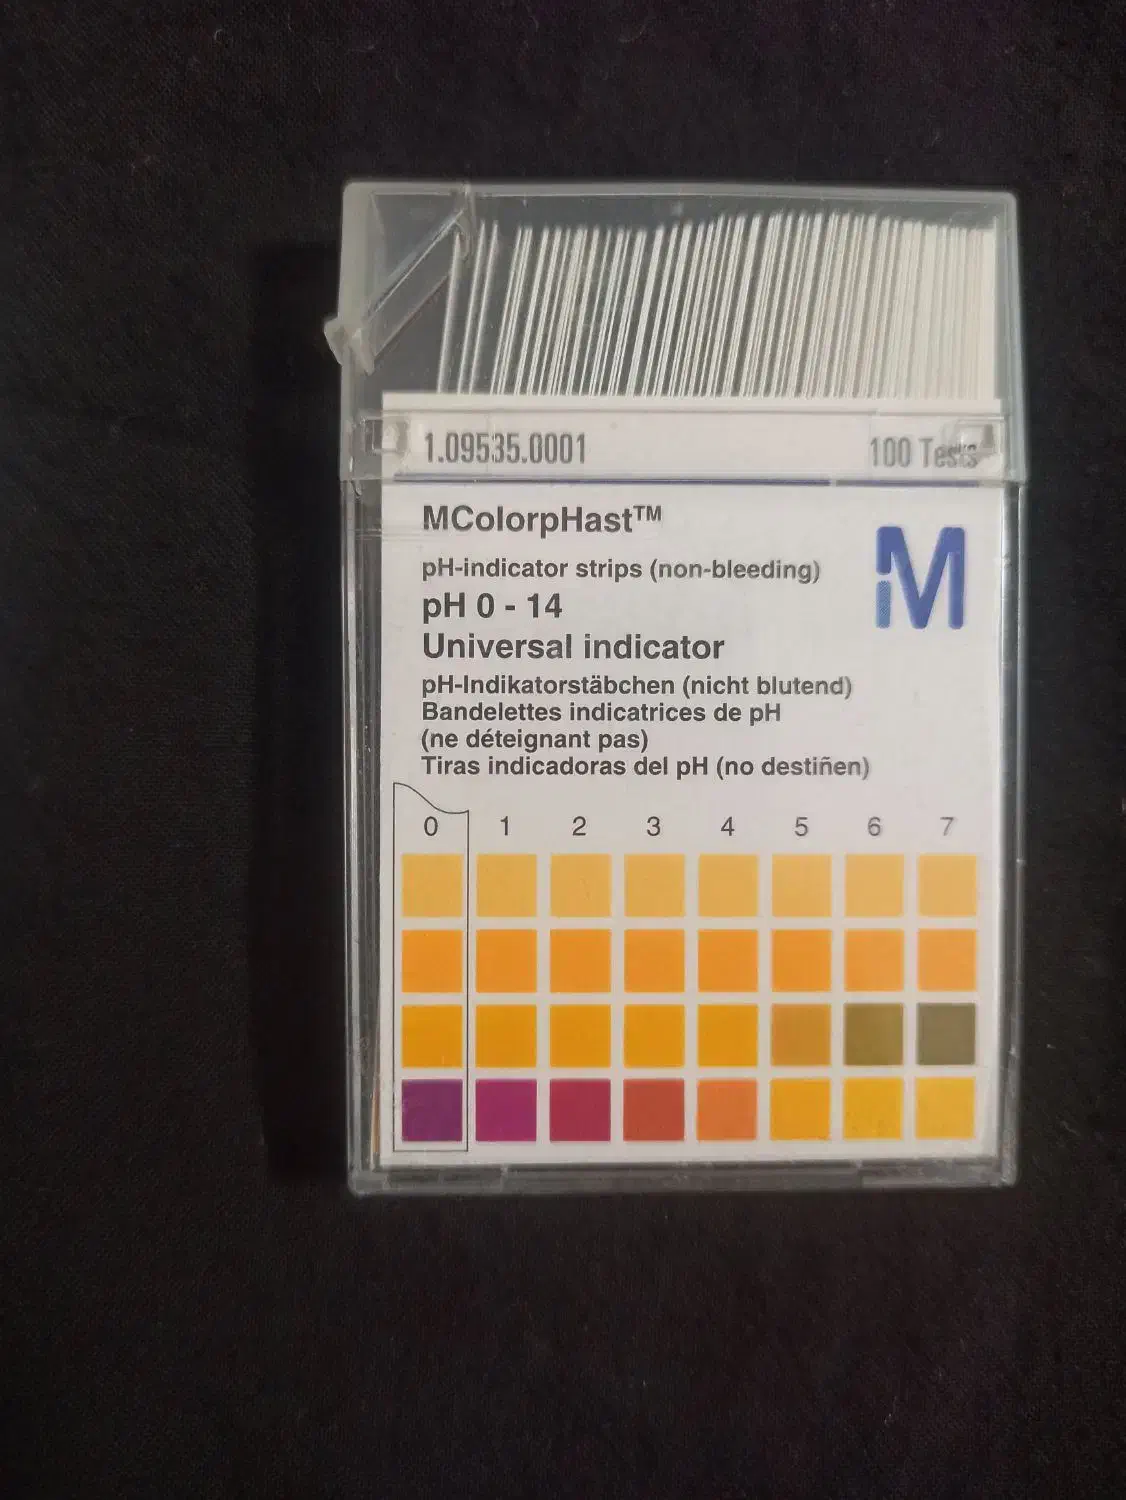 1.09535.0001 100 Tests
MColorpHast™
pH-indicator strips (non-bleeding)
pH 0 - 14
Universal indicator
pH-Indikatorstäbchen (nicht blutend)
Bandelettes indicatrices de pH
(ne déteignant pas)
Tiras indicadoras del pH (no destiñen)
M
0 1 2 3 4 5 6 7